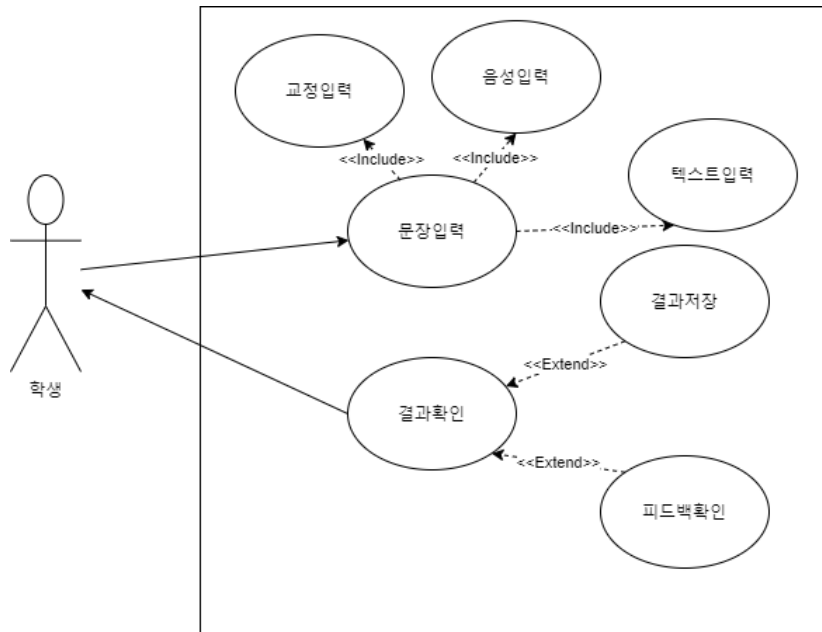 교정입력
음성입력
<<Include>>
<<Include>>
텍스트입력
문장입력
<<Include>>
결과저장
<<Extend>>
학생
결과확인
<<Extend>>
피드백확인